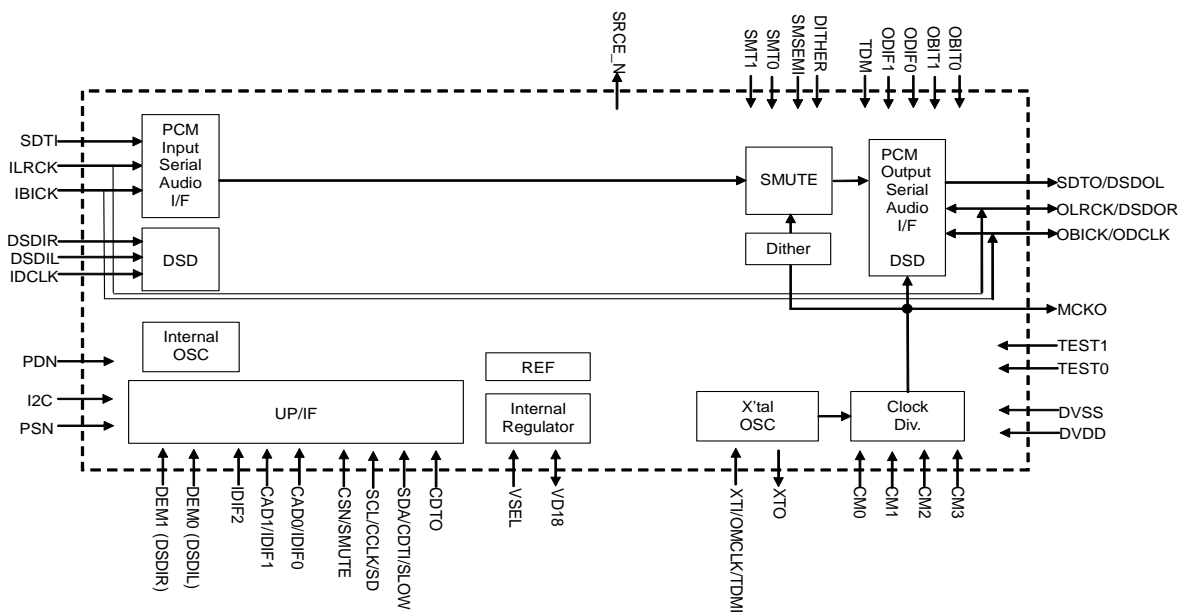 SRCE_N
SMT1
SMT0
SMSEMI
DITHER
TDM
ODIF1
ODIF0
OBIT1
OBIT0
SDTI
ILRCK
IBICK
PCM
Input
Serial
Audio
I/F
SMUTE
PCM
Output
Serial
Audio
I/F
DSD
SDTO/DSDOL
OLRCK/DSDOR
OBICK/ODCLK
DSDIR
DSDIL
IDCLK
DSD
Dither
MCKO
Internal
OSC
PDN
I2C
PSN
UP/IF
REF
Internal
Regulator
X'tal
OSC
Clock
Div.
TEST1
TEST0
DVSS
DVDD
DEM1 (DSDIR)
DEM0 (DSDIL)
IDIF2
CAD1/IDIF1
CAD0/IDIF0
CSN/SMUTE
SCL/CCLK/SD
SDA/CDTI/SLOW
CDTO
VSEL
VD18
XTI/OMCLK/TDMI
XTO
CM0
CM1
CM2
CM3